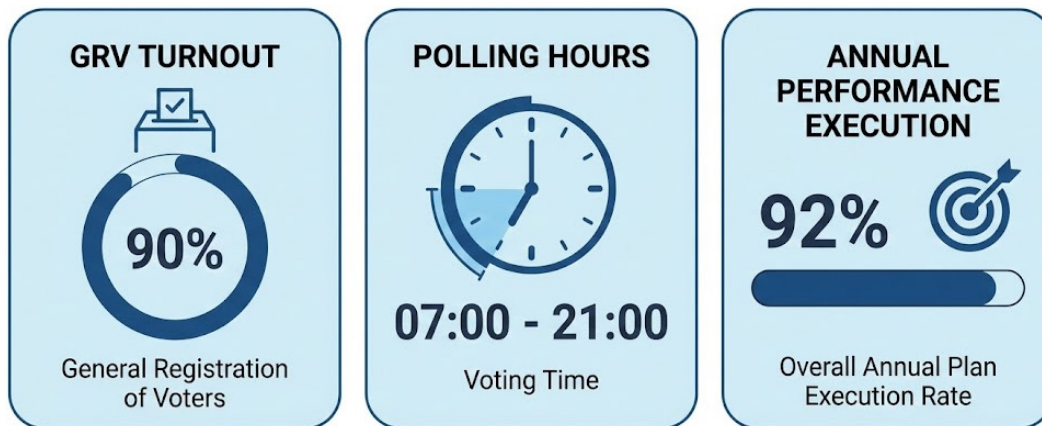 GRV TURNOUT
90%
General Registration
of Voters
POLLING HOURS
07:00 - 21:00
Voting Time
ANNUAL
PERFORMANCE
EXECUTION
92%
Overall Annual Plan
Execution Rate